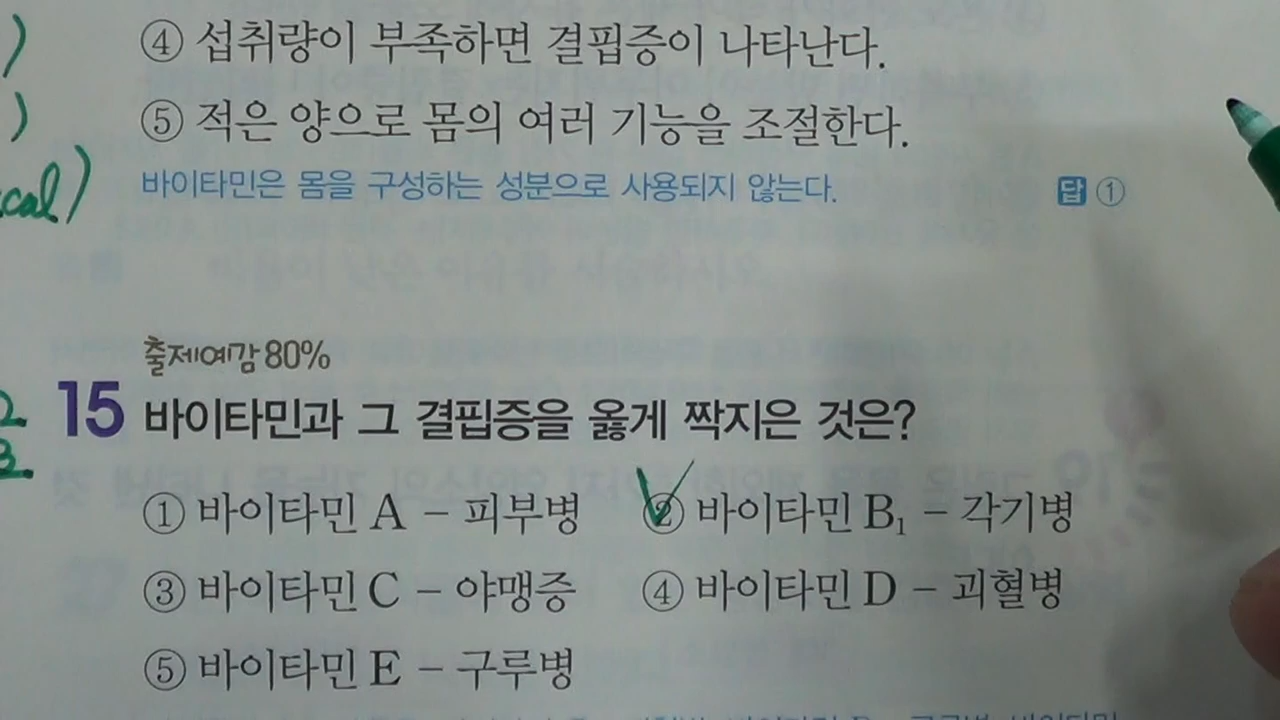 )
④ 섭취량이 부족하면 결핍증이 나타난다.
)
⑤ 적은 양으로 몸의 여러 기능을 조절한다.
cal)
바이타민은 몸을 구성하는 성분으로 사용되지 않는다. 답 ①
출제예감 80%
2.
15 바이타민과 그 결핍증을 옳게 짝지은 것은?
3.
① 바이타민 A – 피부병 ② 바이타민 B₁ – 각기병
③ 바이타민 C – 야맹증 ④ 바이타민 D – 괴혈병
⑤ 바이타민 E – 구루병